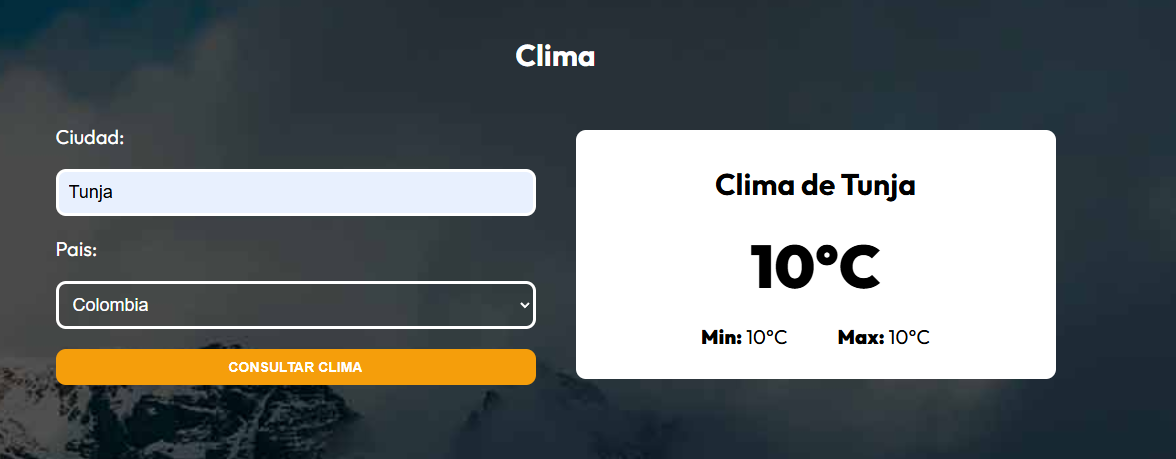 Clima
Ciudad:
Tunja
Pais:
Colombia
CONSULTAR CLIMA
Clima de Tunja
10°C
Min: 10°C Max: 10°C